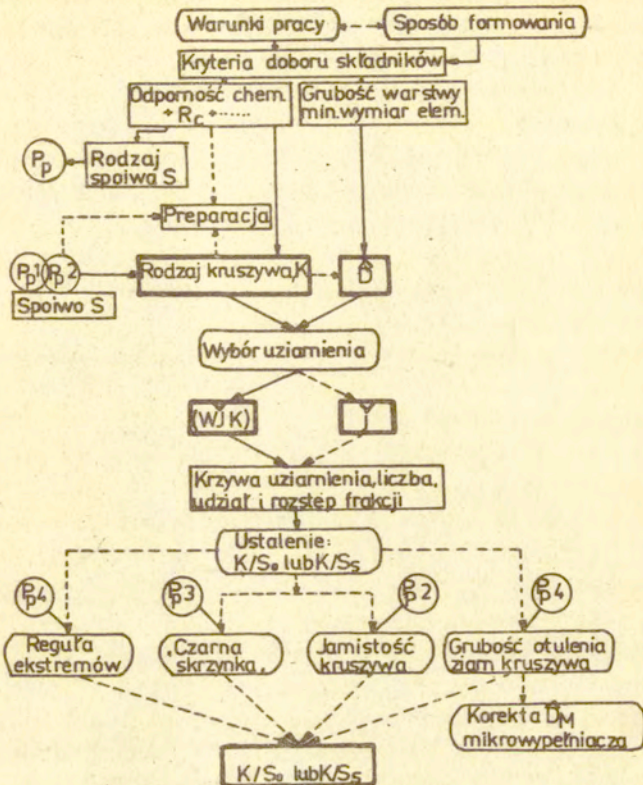 Warunki pracy
Sposób formowania
Kryteria doboru składników
Odporność chem.
+ Rc + ······
Grubość warstwy
min. wymiar elem.
Pp
Rodzaj
spoiwa S
Preparacja
Pp1
Pp2
Rodzaj kruszywa, K
D̂
Spoiwo S
Wybór uziarnienia
(WJK)
J̌
Krzywa uziarnienia, liczba,
udział i rozstęp frakcji
Ustalenie:
K/S₀ lub K/Ss
Pp4
Pp3
Pp2
Pp4
Reguła
ekstremów
„Czarna
skrzynka„
Jamistość
kruszywa
Grubość otulenia
ziarn kruszywa
Korekta D̂M
mikrowypełniacza
K/S₀ lub K/Ss